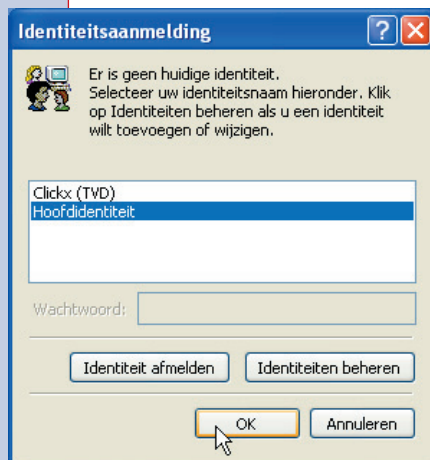 Identiteitsaanmelding
Er is geen huidige identiteit.
Selecteer uw identiteitsnaam hieronder. Klik
op Identiteiten beheren als u een identiteit
wilt toevoegen of wijzigen.
Clickx (TVD)
Hoofdidentiteit
Wachtwoord:
Identiteit afmelden Identiteiten beheren
OK Annuleren